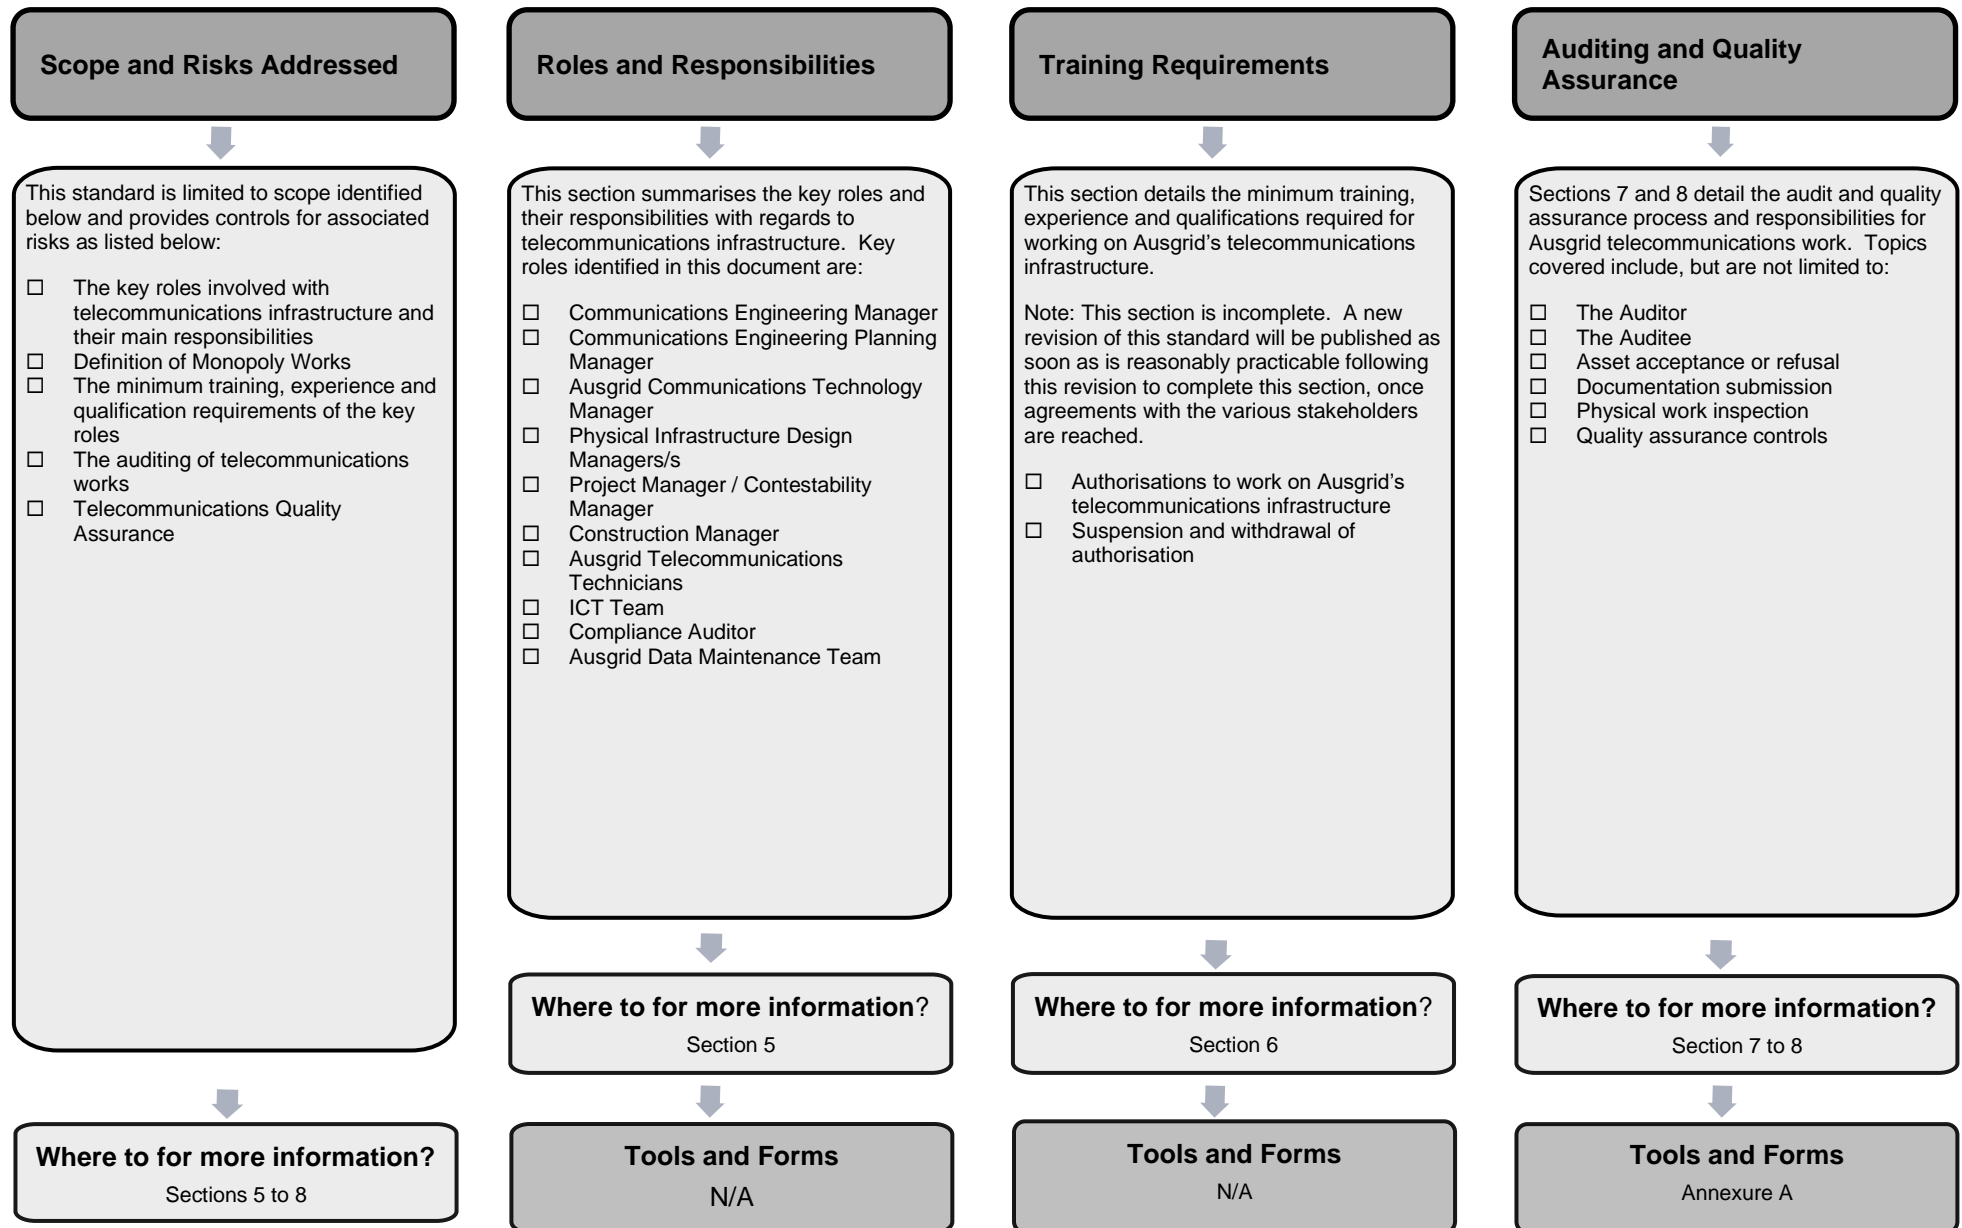 Scope and Risks Addressed
This standard is limited to scope identified
below and provides controls for associated
risks as listed below:
☐ The key roles involved with
telecommunications infrastructure and
their main responsibilities
☐ Definition of Monopoly Works
☐ The minimum training, experience and
qualification requirements of the key
roles
☐ The auditing of telecommunications
works
☐ Telecommunications Quality
Assurance
Where to for more information?
Sections 5 to 8
Roles and Responsibilities
This section summarises the key roles and
their responsibilities with regards to
telecommunications infrastructure. Key
roles identified in this document are:
☐ Communications Engineering Manager
☐ Communications Engineering Planning
Manager
☐ Ausgrid Communications Technology
Manager
☐ Physical Infrastructure Design
Managers/s
☐ Project Manager / Contestability
Manager
☐ Construction Manager
☐ Ausgrid Telecommunications
Technicians
☐ ICT Team
☐ Compliance Auditor
☐ Ausgrid Data Maintenance Team
Where to for more information?
Section 5
Tools and Forms
N/A
Training Requirements
This section details the minimum training,
experience and qualifications required for
working on Ausgrid's telecommunications
infrastructure.
Note: This section is incomplete. A new
revision of this standard will be published as
soon as is reasonably practicable following
this revision to complete this section, once
agreements with the various stakeholders
are reached.
☐ Authorisations to work on Ausgrid's
telecommunications infrastructure
☐ Suspension and withdrawal of
authorisation
Where to for more information?
Section 6
Tools and Forms
N/A
Auditing and Quality
Assurance
Sections 7 and 8 detail the audit and quality
assurance process and responsibilities for
Ausgrid telecommunications work. Topics
covered include, but are not limited to:
☐ The Auditor
☐ The Auditee
☐ Asset acceptance or refusal
☐ Documentation submission
☐ Physical work inspection
☐ Quality assurance controls
Where to for more information?
Section 7 to 8
Tools and Forms
Annexure A